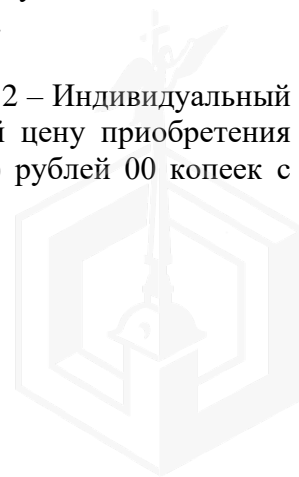 2 – Индивидуальный
цену приобретения
рублей 00 копеек с